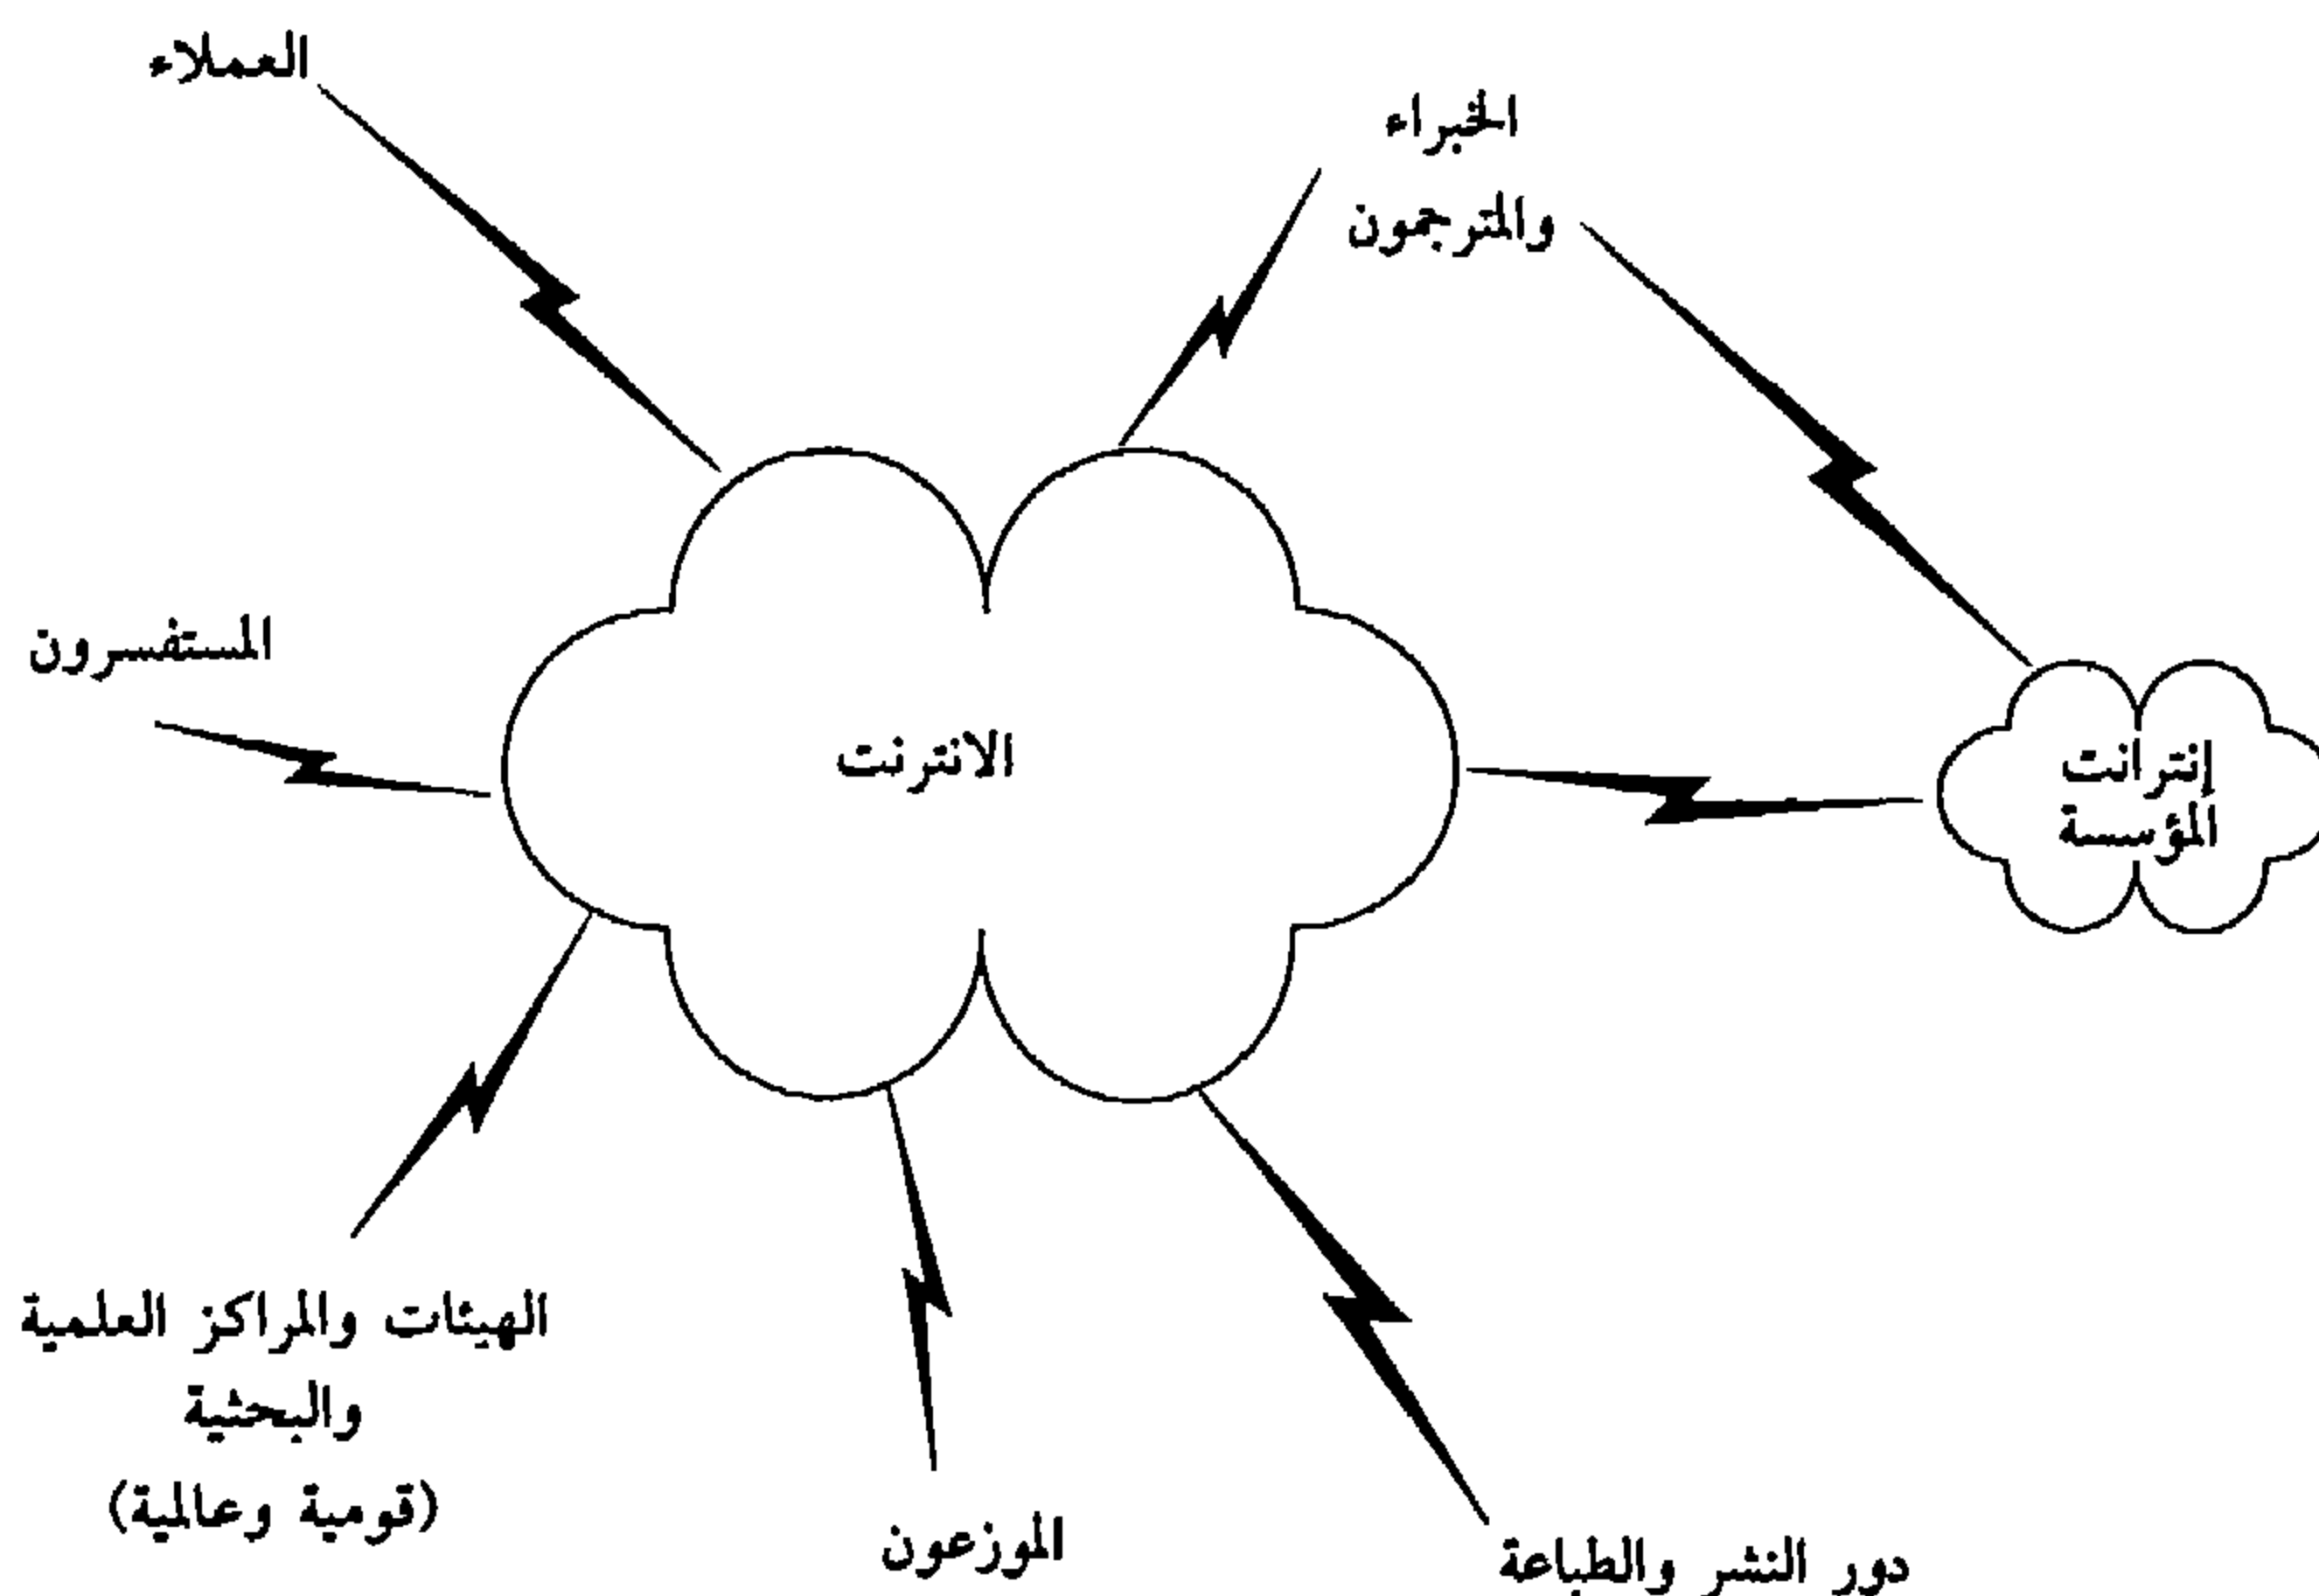 العملاء
الخبراء
والمترجمون
المستفسرون
الانترنت
إنترانت
المؤسسة
الهيئات والمراكز العلمية
والبحثية
(قومية وعالمية)
الموزعون
دور النشر والطباعة